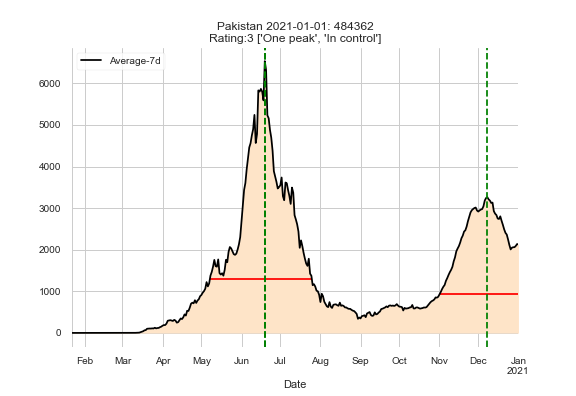 Pakistan 2021-01-01: 484362
Rating:3 ['One peak', 'In control']
Average-7d
6000
5000
4000
3000
2000
1000
0
Feb Mar Apr May Jun Jul Aug Sep Oct Nov Dec Jan
2021
Date